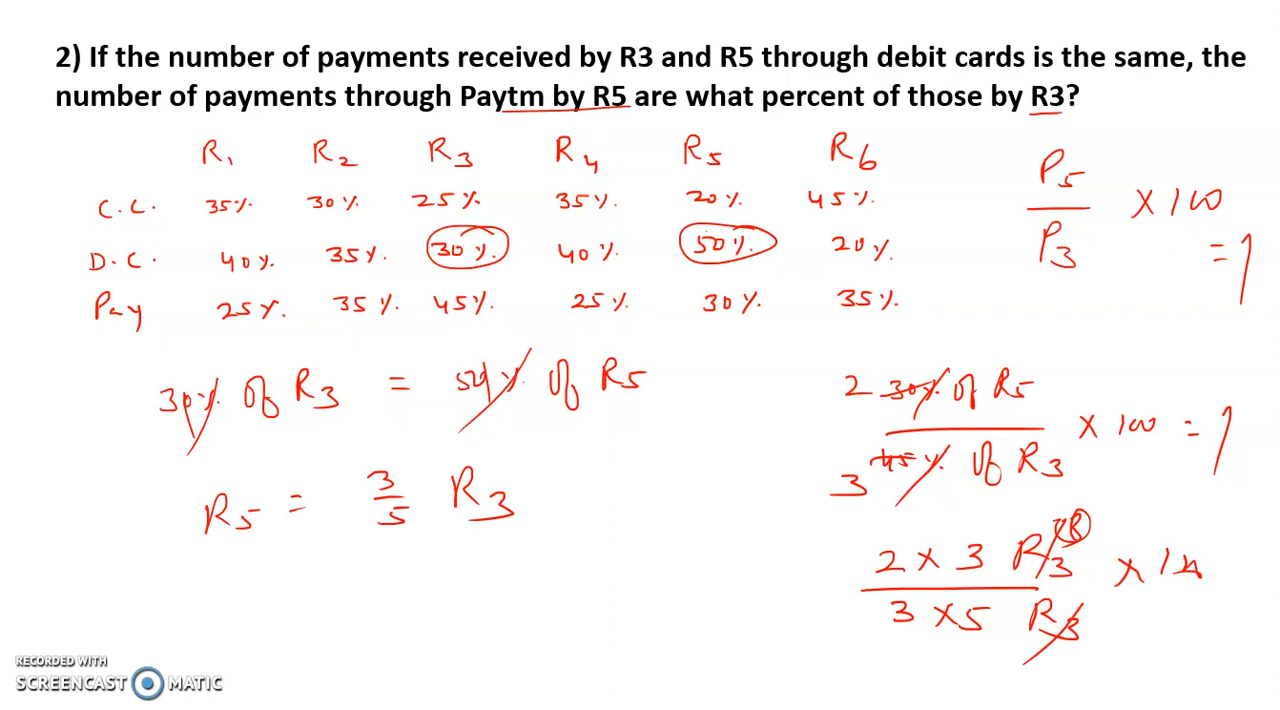 2) If the number of payments received by R3 and R5 through debit cards is the same, the
number of payments through Paytm by R5 are what percent of those by R3?
R1 R2 R3 R4 R5 R6
C.C. 35% 30% 25% 35% 20% 45%
D.C. 40% 35% 30% 40% 50% 20%
Pay 25% 35% 45% 25% 30% 35%
P5
P3
× 100
= ?
30% of R3 = 50% of R5
R5 = 3/5 R3
2 30% of R5
3 45% of R3
× 100 = ?
2 × 3 R3
3 × 5 R3
×
RECORDED WITH
SCREENCAST MATIC